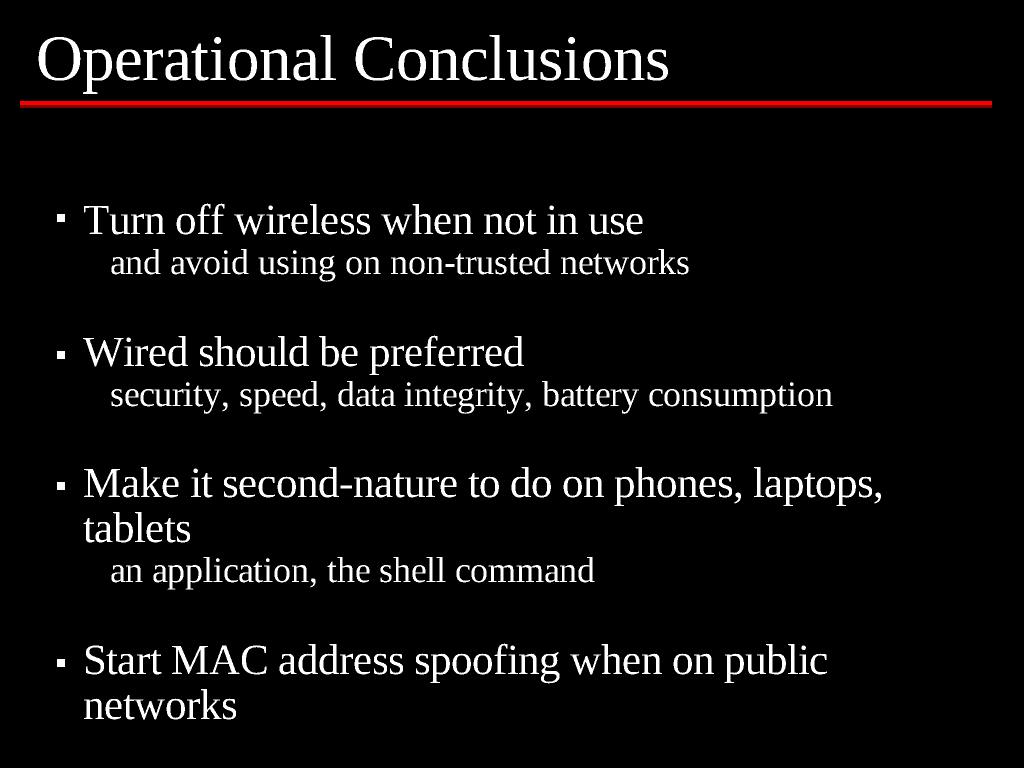 Operational Conclusions
▪ Turn off wireless when not in use
and avoid using on non-trusted networks
▪ Wired should be preferred
security, speed, data integrity, battery consumption
▪ Make it second-nature to do on phones, laptops,
tablets
an application, the shell command
▪ Start MAC address spoofing when on public
networks